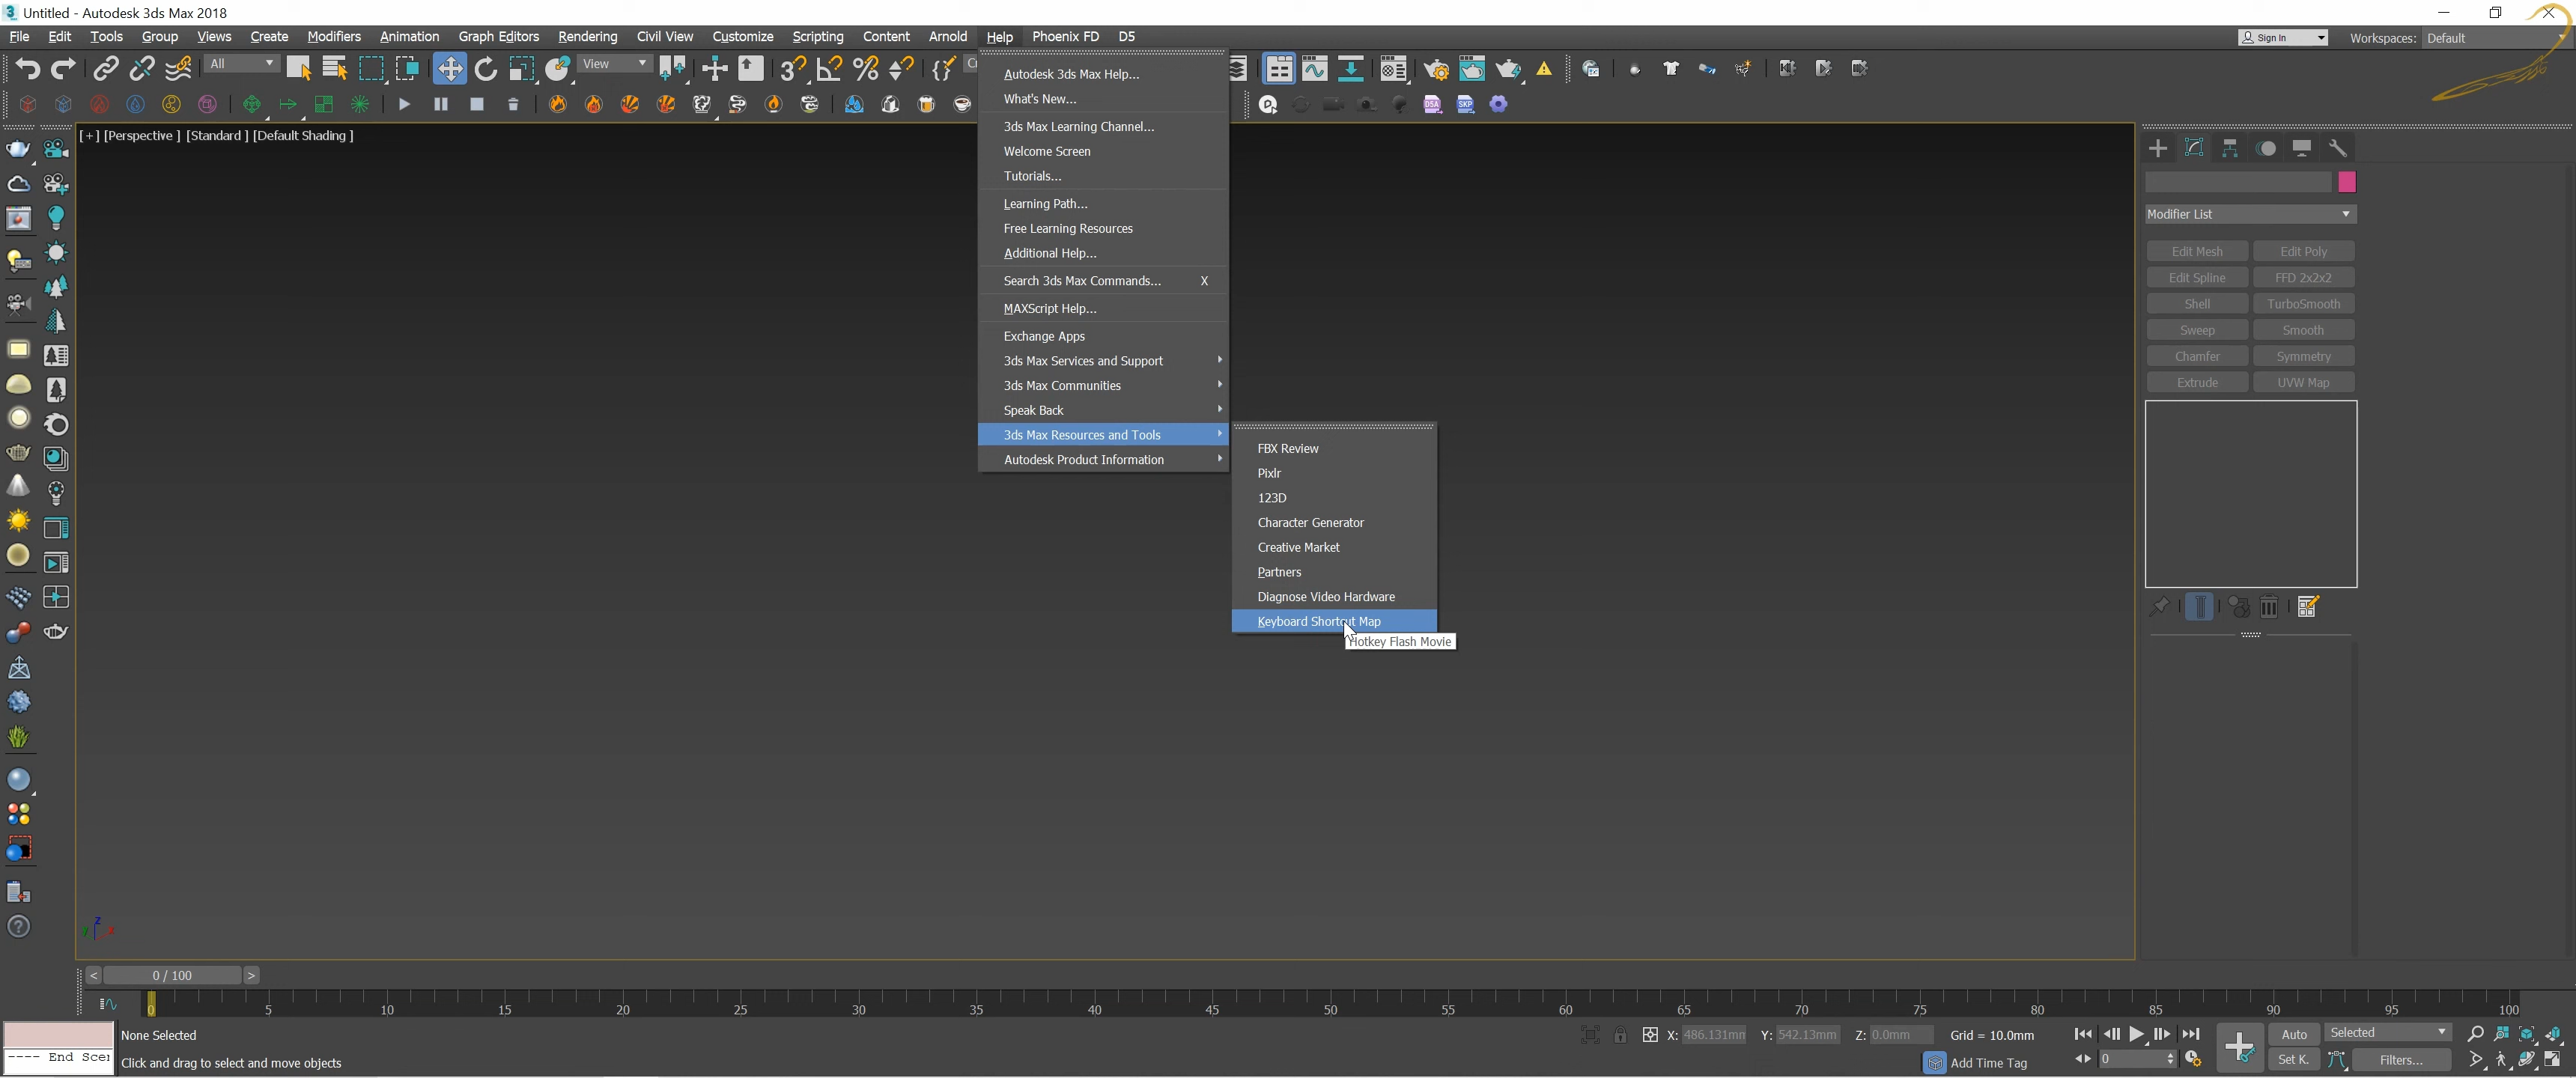 Untitled - Autodesk 3ds Max 2018
File Edit Tools Group Views Create Modifiers Animation Graph Editors Rendering Civil View Customize Scripting Content Arnold Help Phoenix FD D5
Sign In Workspaces: Default
All View
[+] [Perspective ] [Standard ] [Default Shading ]
Autodesk 3ds Max Help...
What's New...
3ds Max Learning Channel...
Welcome Screen
Tutorials...
Learning Path...
Free Learning Resources
Additional Help...
Search 3ds Max Commands... X
MAXScript Help...
Exchange Apps
3ds Max Services and Support
3ds Max Communities
Speak Back
3ds Max Resources and Tools
Autodesk Product Information
FBX Review
Pixlr
123D
Character Generator
Creative Market
Partners
Diagnose Video Hardware
Keyboard Shortcut Map
Hotkey Flash Movie
DSA SKP
Modifier List
Edit Mesh Edit Poly
Edit Spline FFD 2x2x2
Shell TurboSmooth
Sweep Smooth
Chamfer Symmetry
Extrude UVW Map
z
y x
< 0 / 100 >
0 5 10 15 20 25 30 35 40 45 50 55 60 65 70 75 80 85 90 95 100
None Selected
X: 486.131mm Y: 542.13mm Z: 0.0mm Grid = 10.0mm
Auto Selected
---- End Scer
Click and drag to select and move objects
Add Time Tag
0
Set K. Filters...